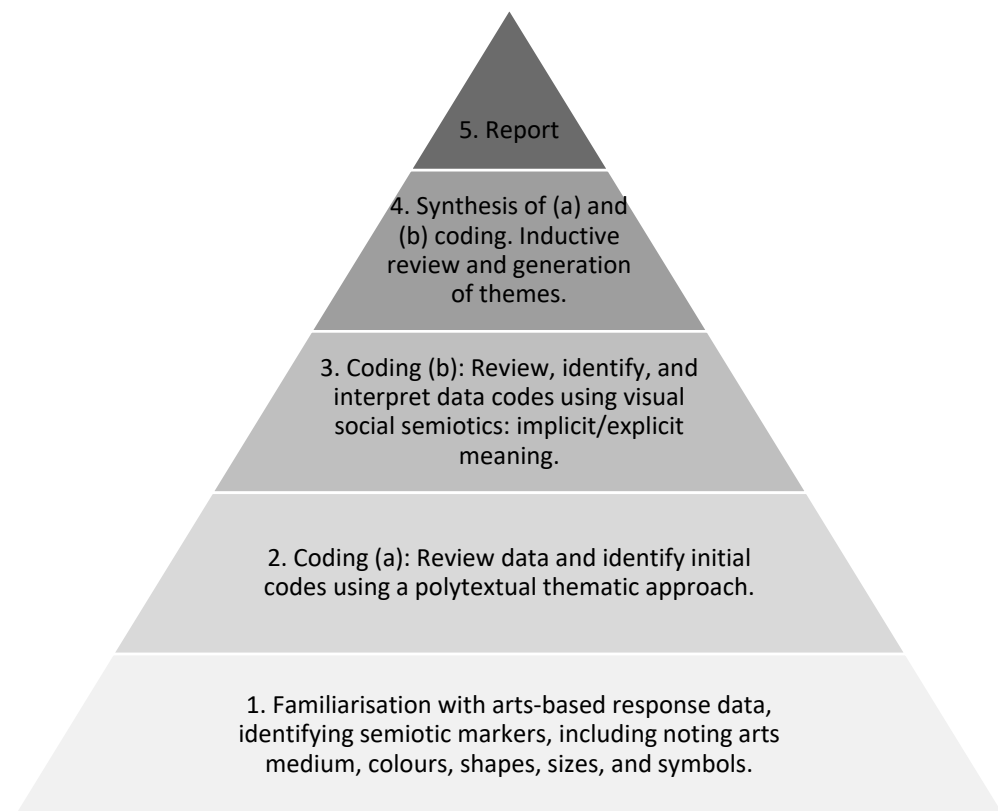 5. Report
4. Synthesis of (a) and
(b) coding. Inductive
review and generation
of themes.
3. Coding (b): Review, identify, and
interpret data codes using visual
social semiotics: implicit/explicit
meaning.
2. Coding (a): Review data and identify initial
codes using a polytextual thematic approach.
1. Familiarisation with arts-based response data,
identifying semiotic markers, including noting arts
medium, colours, shapes, sizes, and symbols.